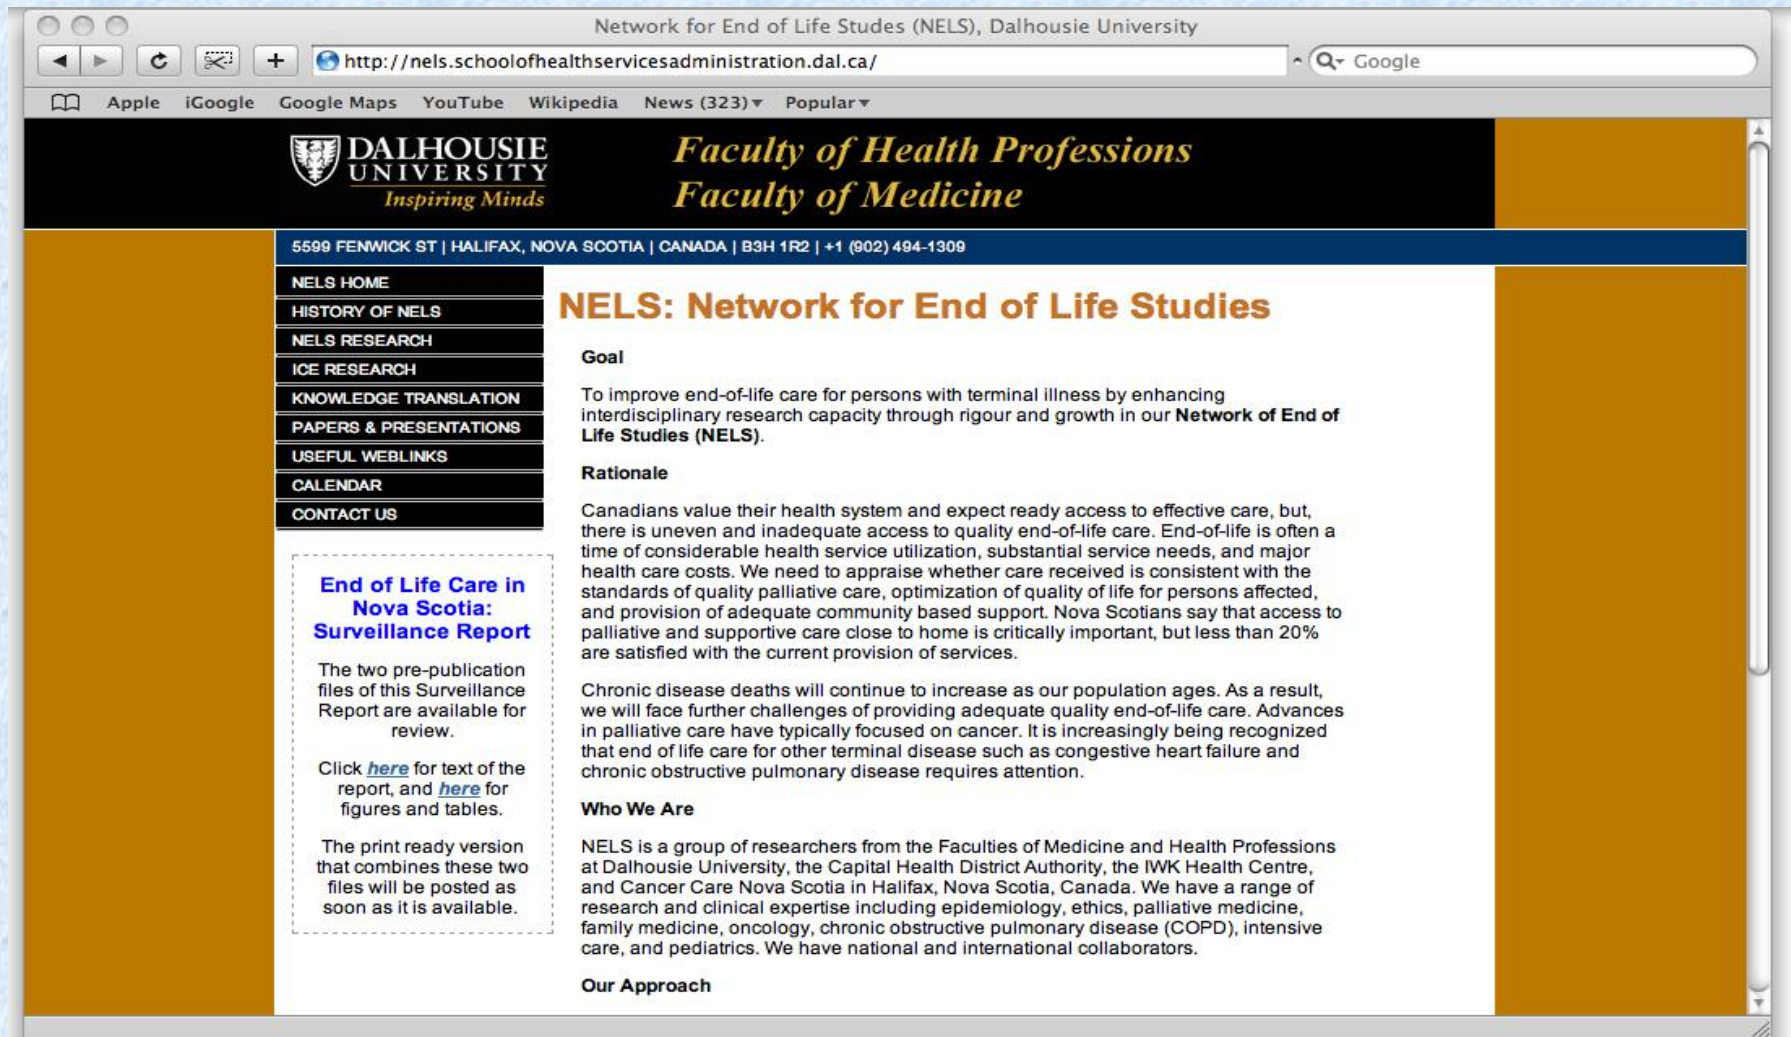 Network for End of Life Studes (NELS), Dalhousie University
http://nels.schoolofhealthservicesadministration.dal.ca/
Google
Apple iGoogle Google Maps YouTube Wikipedia News (323) Popular
DALHOUSIE
UNIVERSITY
Inspiring Minds
Faculty of Health Professions
Faculty of Medicine
5599 FENWICK ST | HALIFAX, NOVA SCOTIA | CANADA | B3H 1R2 | +1 (902) 494-1309
NELS HOME
HISTORY OF NELS
NELS RESEARCH
ICE RESEARCH
KNOWLEDGE TRANSLATION
PAPERS & PRESENTATIONS
USEFUL WEBLINKS
CALENDAR
CONTACT US
End of Life Care in
Nova Scotia:
Surveillance Report
The two pre-publication
files of this Surveillance
Report are available for
review.
Click here for text of the
report, and here for
figures and tables.
The print ready version
that combines these two
files will be posted as
soon as it is available.
NELS: Network for End of Life Studies
Goal
To improve end-of-life care for persons with terminal illness by enhancing
interdisciplinary research capacity through rigour and growth in our Network of End of
Life Studies (NELS).
Rationale
Canadians value their health system and expect ready access to effective care, but,
there is uneven and inadequate access to quality end-of-life care. End-of-life is often a
time of considerable health service utilization, substantial service needs, and major
health care costs. We need to appraise whether care received is consistent with the
standards of quality palliative care, optimization of quality of life for persons affected,
and provision of adequate community based support. Nova Scotians say that access to
palliative and supportive care close to home is critically important, but less than 20%
are satisfied with the current provision of services.
Chronic disease deaths will continue to increase as our population ages. As a result,
we will face further challenges of providing adequate quality end-of-life care. Advances
in palliative care have typically focused on cancer. It is increasingly being recognized
that end of life care for other terminal disease such as congestive heart failure and
chronic obstructive pulmonary disease requires attention.
Who We Are
NELS is a group of researchers from the Faculties of Medicine and Health Professions
at Dalhousie University, the Capital Health District Authority, the IWK Health Centre,
and Cancer Care Nova Scotia in Halifax, Nova Scotia, Canada. We have a range of
research and clinical expertise including epidemiology, ethics, palliative medicine,
family medicine, oncology, chronic obstructive pulmonary disease (COPD), intensive
care, and pediatrics. We have national and international collaborators.
Our Approach